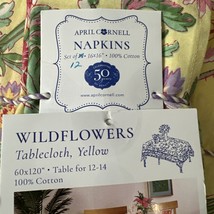 APRIL CORNELL
NAPKINS
Set of 4 • 16x16" • 100% Cotton
12
50
www.aprilcornell.com
WILDFLOWERS
Tablecloth, Yellow
60x120" • Table for 12-14
100% Cotton